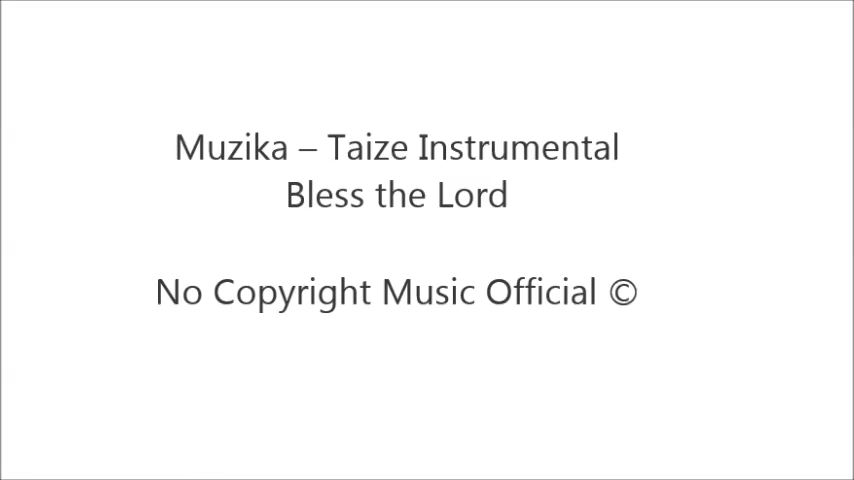 Muzika – Taize Instrumental
Bless the Lord
No Copyright Music Official ©